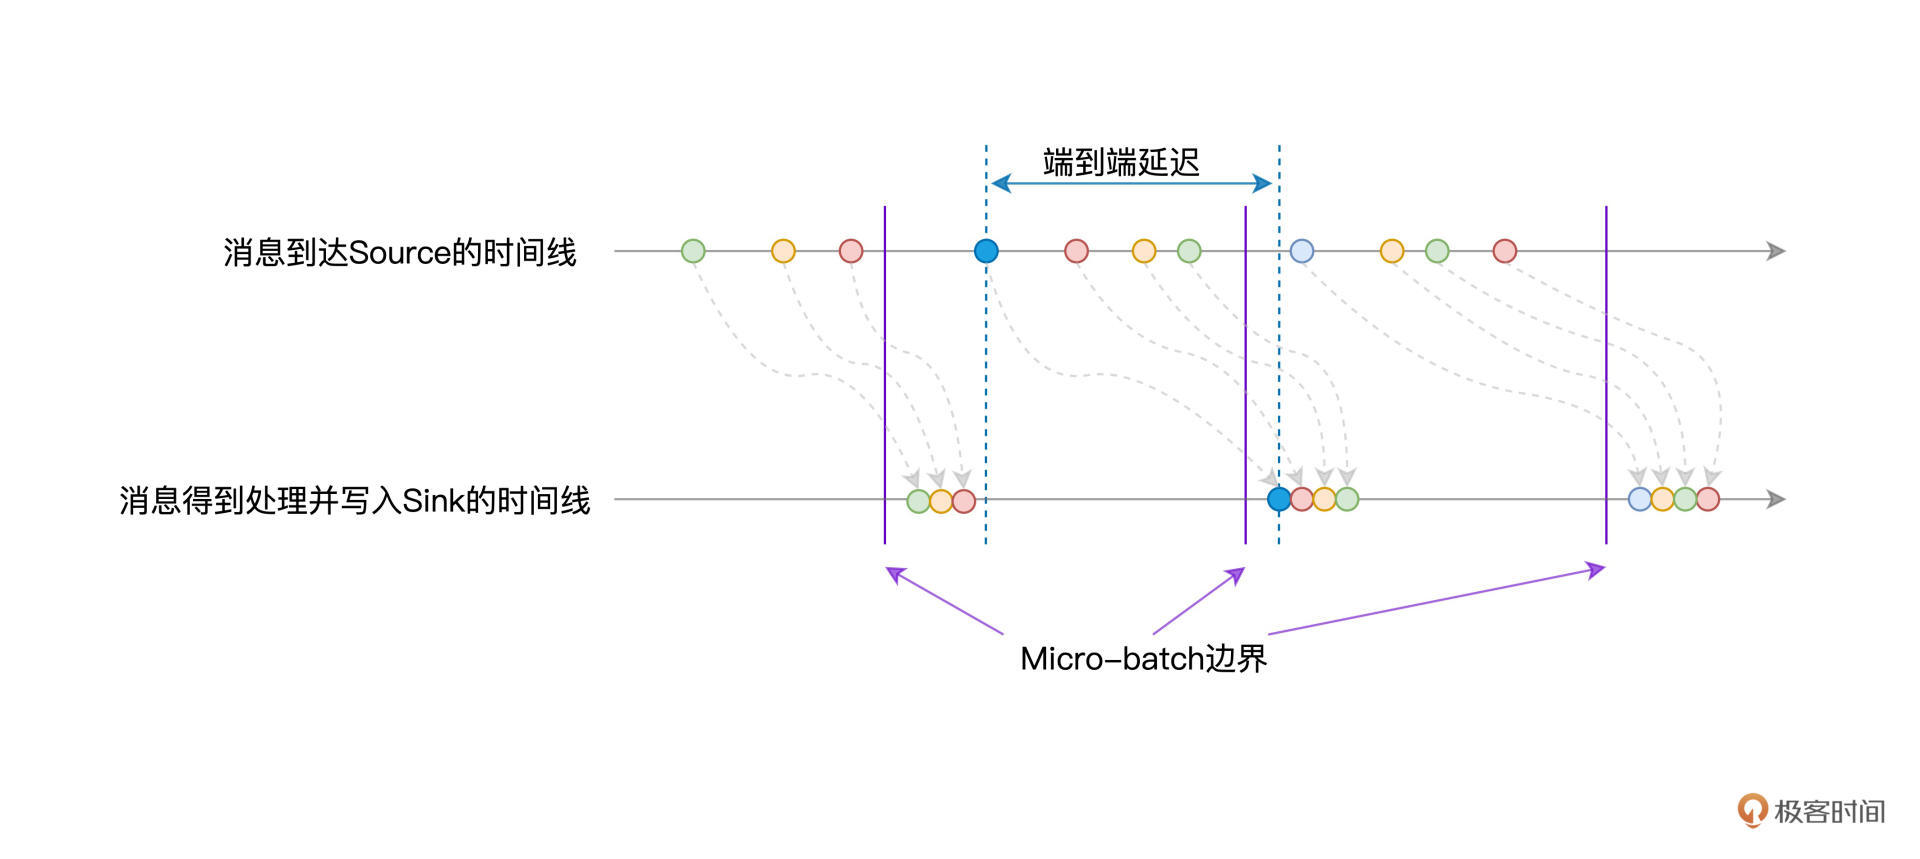 端到端延迟
消息到达Source的时间线
消息得到处理并写入Sink的时间线
Micro-batch边界
极客时间